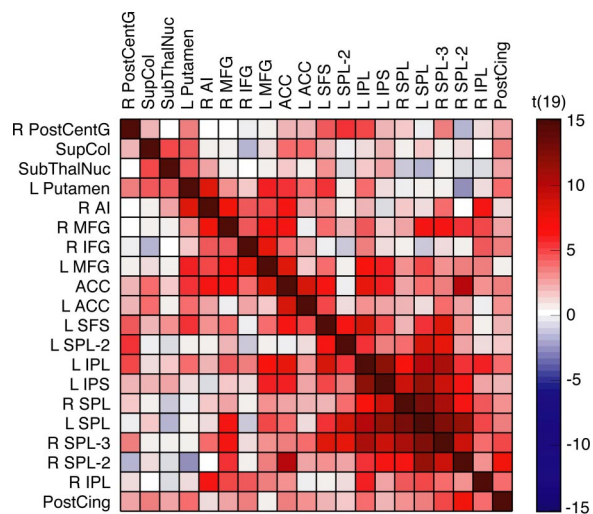 R PostCentG
SupCol
SubThalNuc
L Putamen
R AI
R MFG
R IFG
L MFG
ACC
L ACC
L SFS
L SPL-2
L IPL
L IPS
R SPL
L SPL
R SPL-3
R SPL-2
R IPL
PostCing
t(19)
R PostCentG
SupCol
SubThalNuc
L Putamen
R AI
R MFG
R IFG
L MFG
ACC
L ACC
L SFS
L SPL-2
L IPL
L IPS
R SPL
L SPL
R SPL-3
R SPL-2
R IPL
PostCing
15
10
5
0
-5
-10
-15